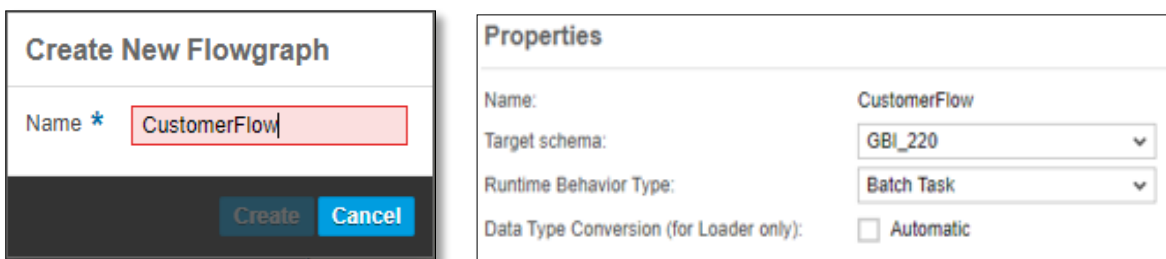 Create New Flowgraph
Name *
CustomerFlow
Create
Cancel
Properties
Name: CustomerFlow
Target schema: GBI_220
Runtime Behavior Type: Batch Task
Data Type Conversion (for Loader only): Automatic